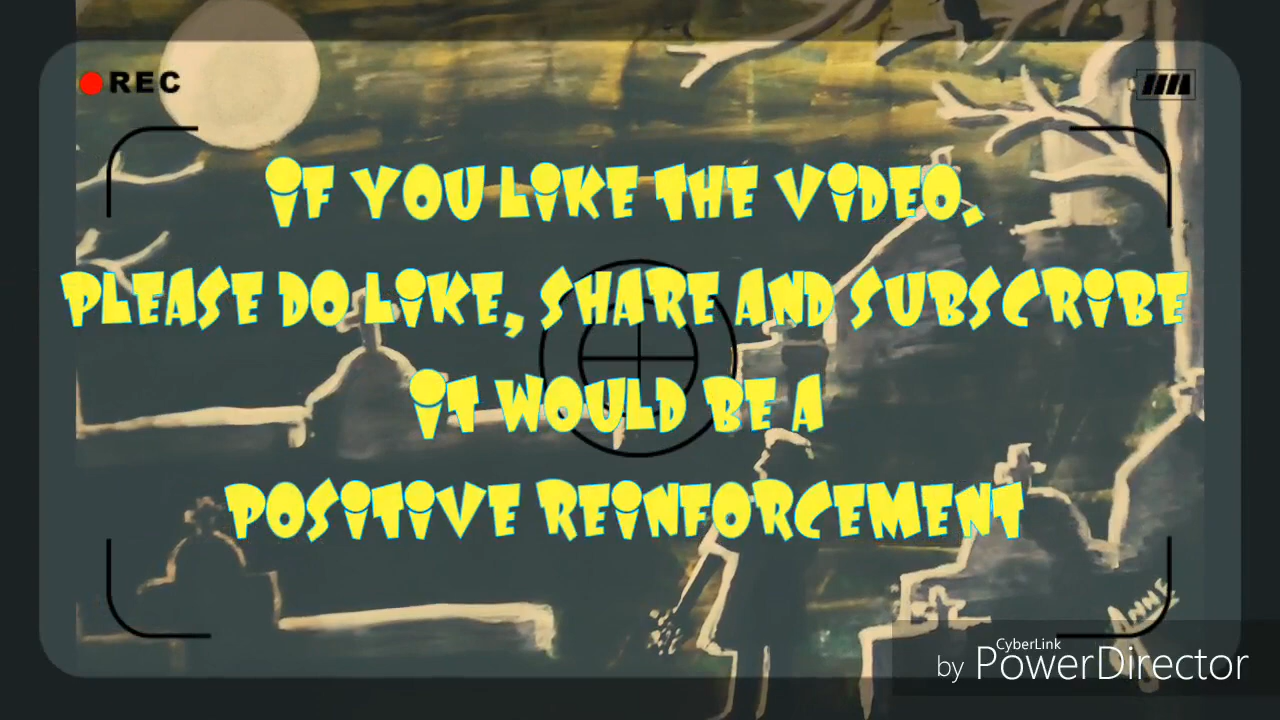 REC
IF YOU LIKE THE VIDEO.
PLEASE DO LIKE, SHARE AND SUBSCRIBE
IT WOULD BE A
POSITIVE REINFORCEMENT
ANNE
CyberLink
by PowerDirector